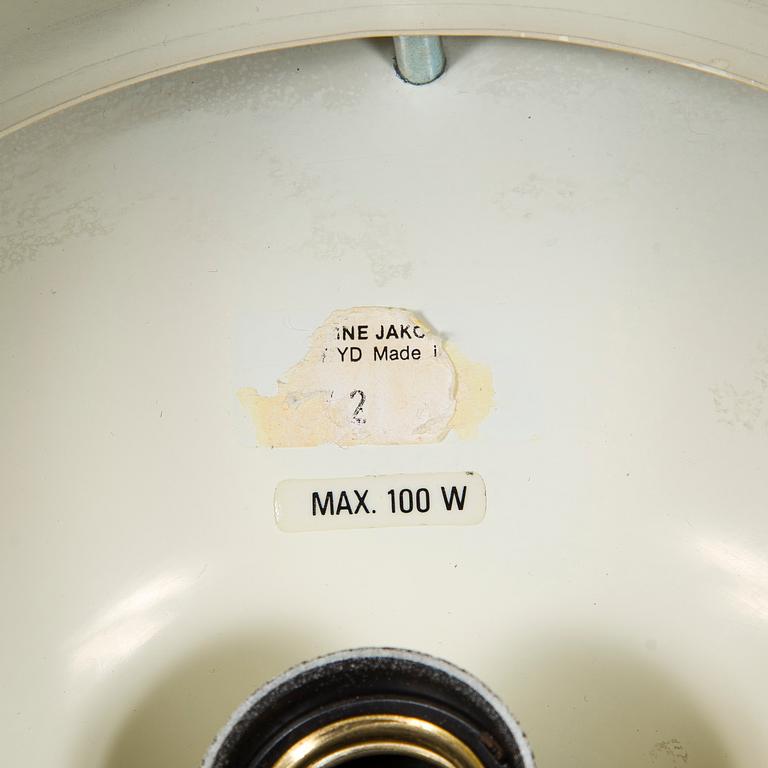 INE JAKO
YD Made i
2
MAX. 100 W